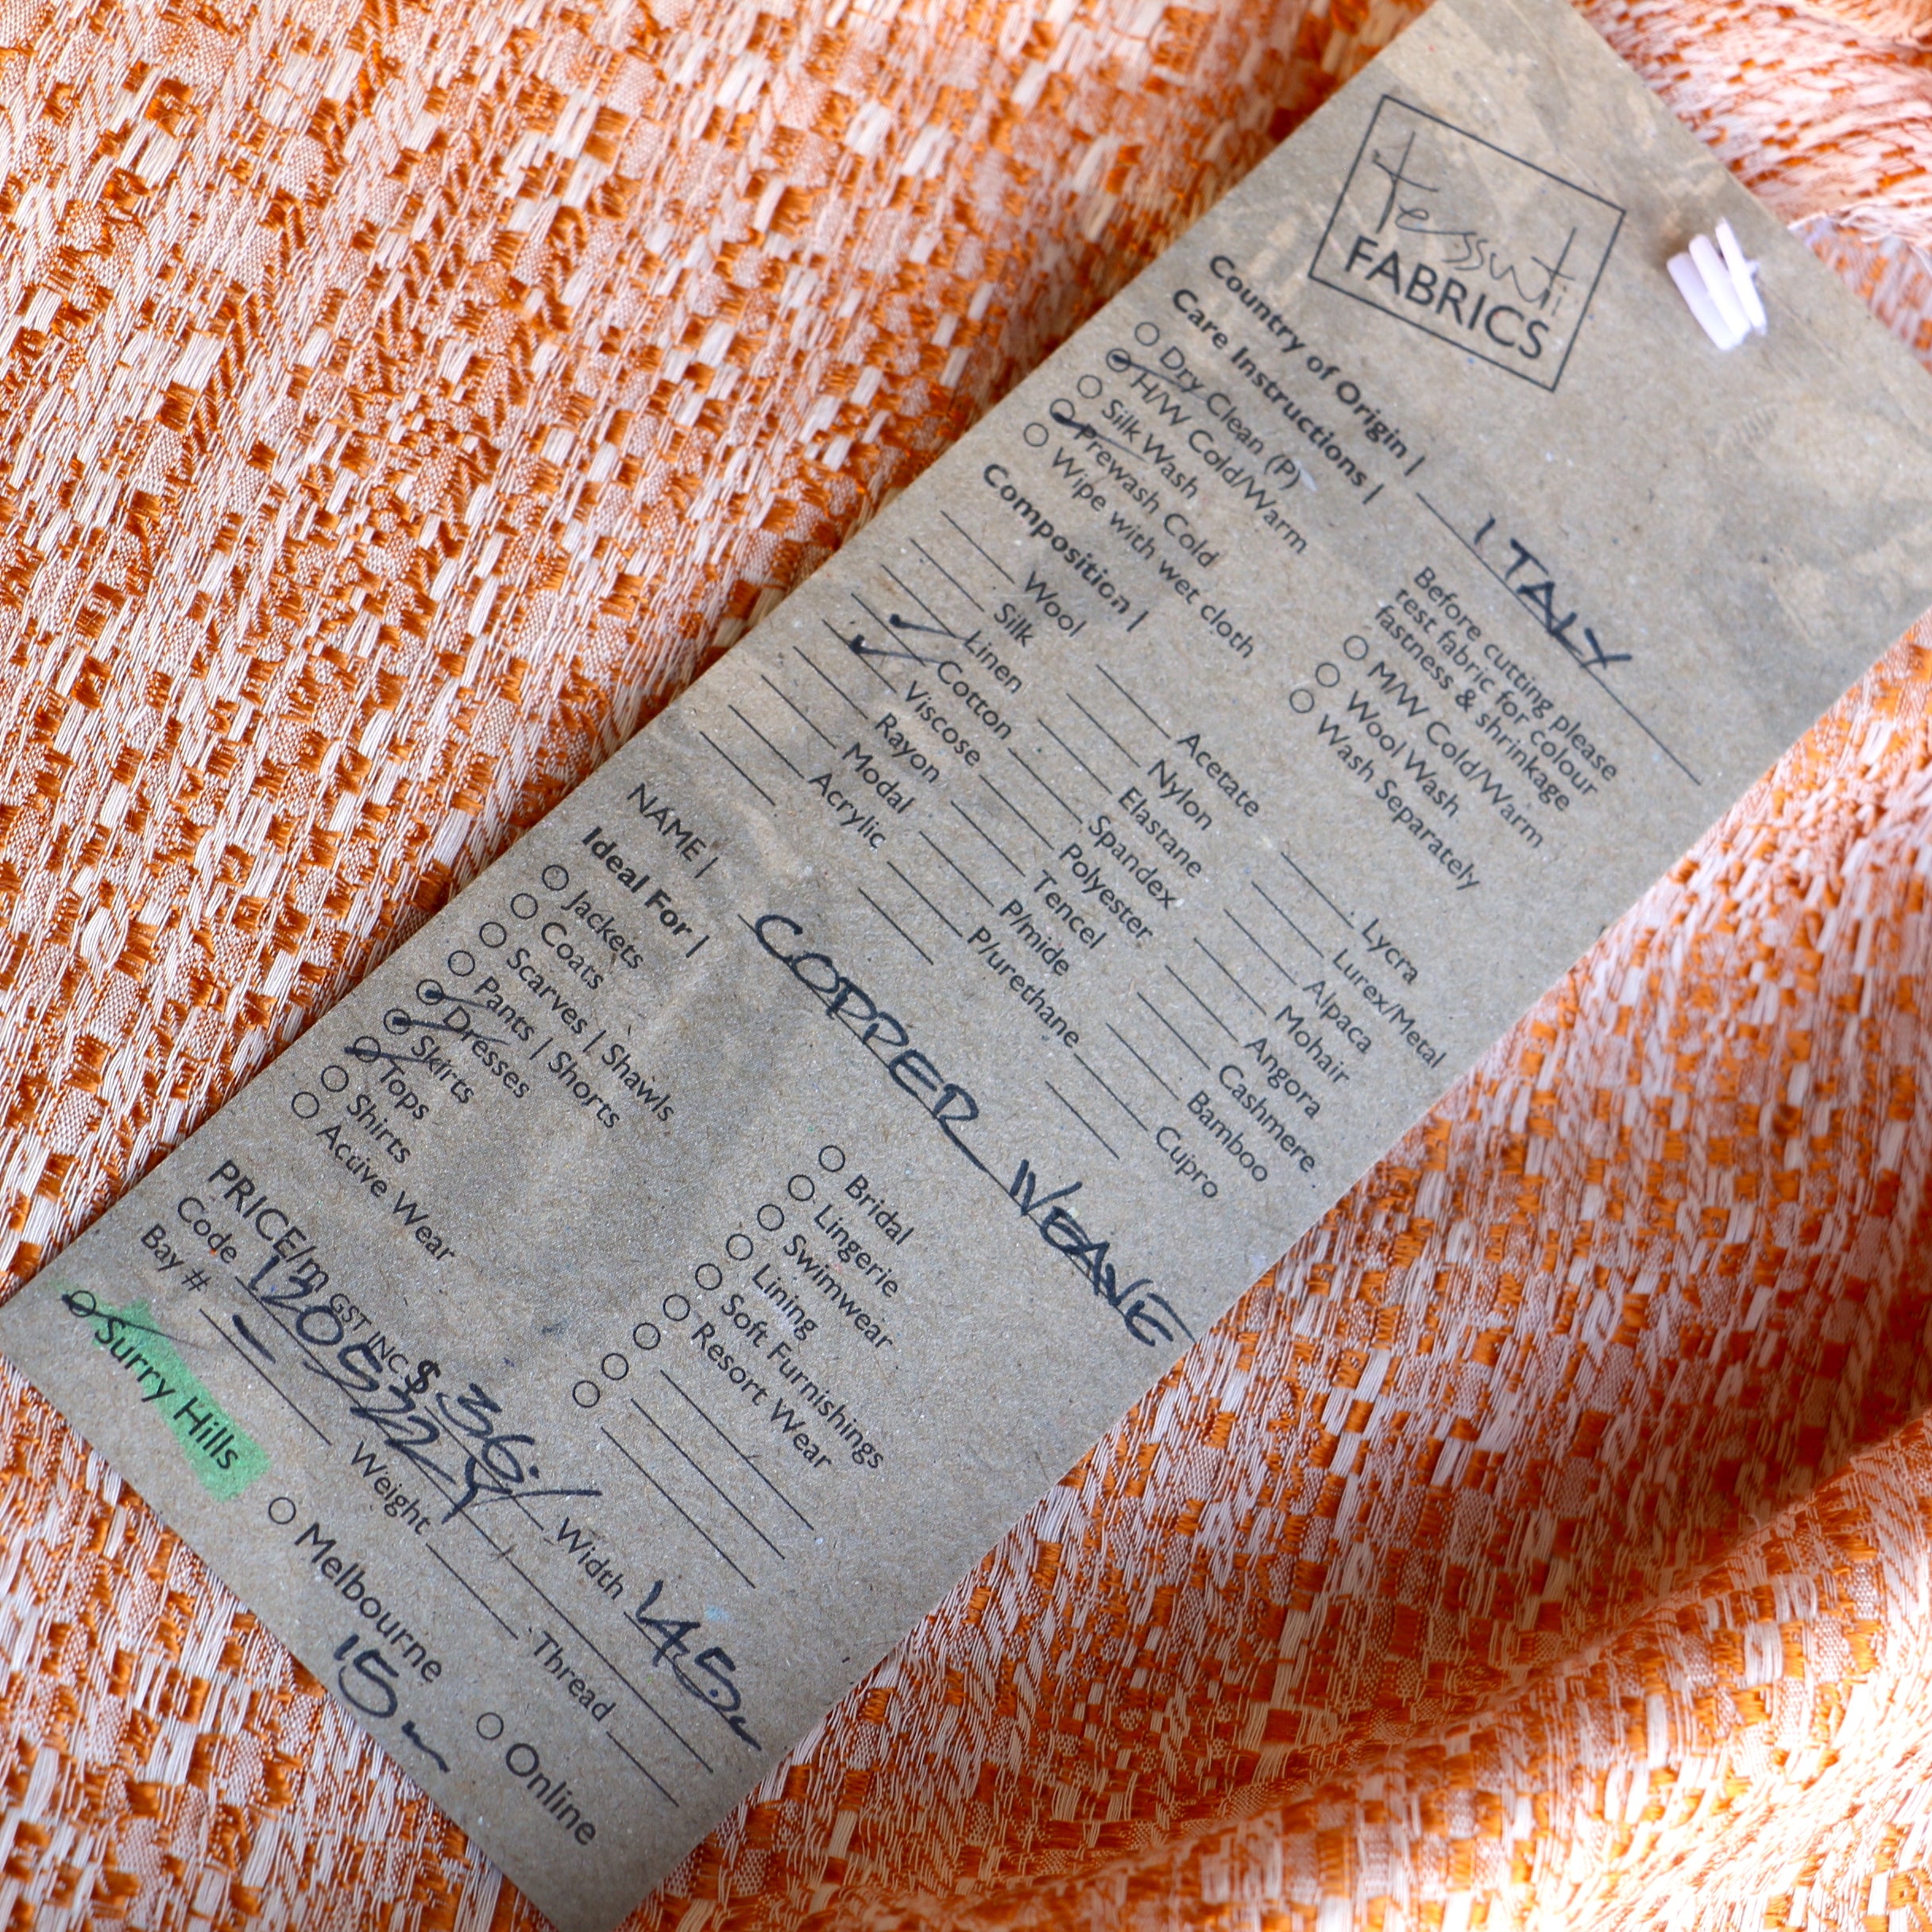 tessuti
FABRICS
Country of Origin | ITALY
Care Instructions |
Before cutting please
test fabric for colour
fastness & shrinkage
Dry Clean (P)
H/W Cold/Warm
Silk Wash
Prewash Cold
Wipe with wet cloth
M/W Cold/Warm
Wool Wash
Wash Separately
Composition |
Wool
Silk
Linen
Cotton
Viscose
Rayon
Modal
Acrylic
Acetate
Nylon
Elastane
Spandex
Polyester
Tencel
P/mide
P/urethane
Lycra
Lurex/Metal
Alpaca
Mohair
Angora
Cashmere
Bamboo
Cupro
NAME | COPPER WEAVE
Ideal For |
Jackets
Coats
Scarves | Shawls
Pants | Shorts
Dresses
Skirts
Tops
Shirts
Active Wear
Bridal
Lingerie
Swimwear
Lining
Soft Furnishings
Resort Wear
PRICE/m GST INC $ 36.
Code Width 145
Bay # — Weight Thread
Surry Hills Melbourne Online
15m